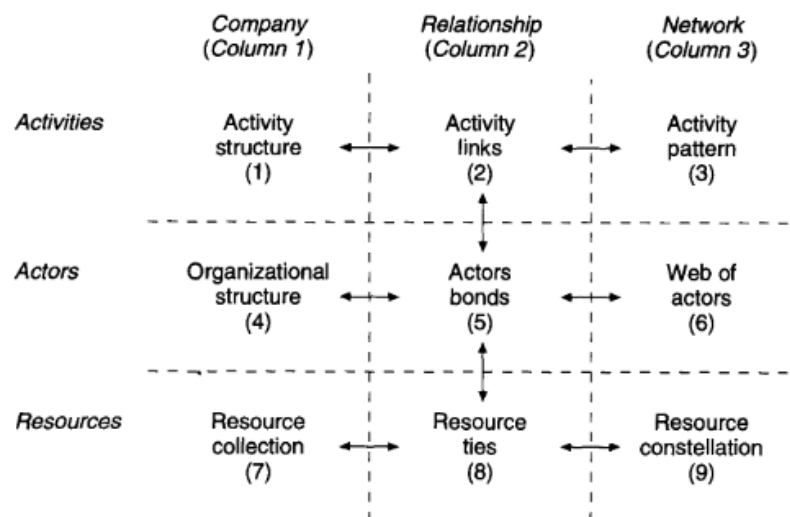 Company Relationship Network
(Column 1) (Column 2) (Column 3)
Activities Activity Activity Activity
structure links pattern
(1) (2) (3)
Actors Organizational Actors Web of
structure bonds actors
(4) (5) (6)
Resources Resource Resource Resource
collection ties constellation
(7) (8) (9)